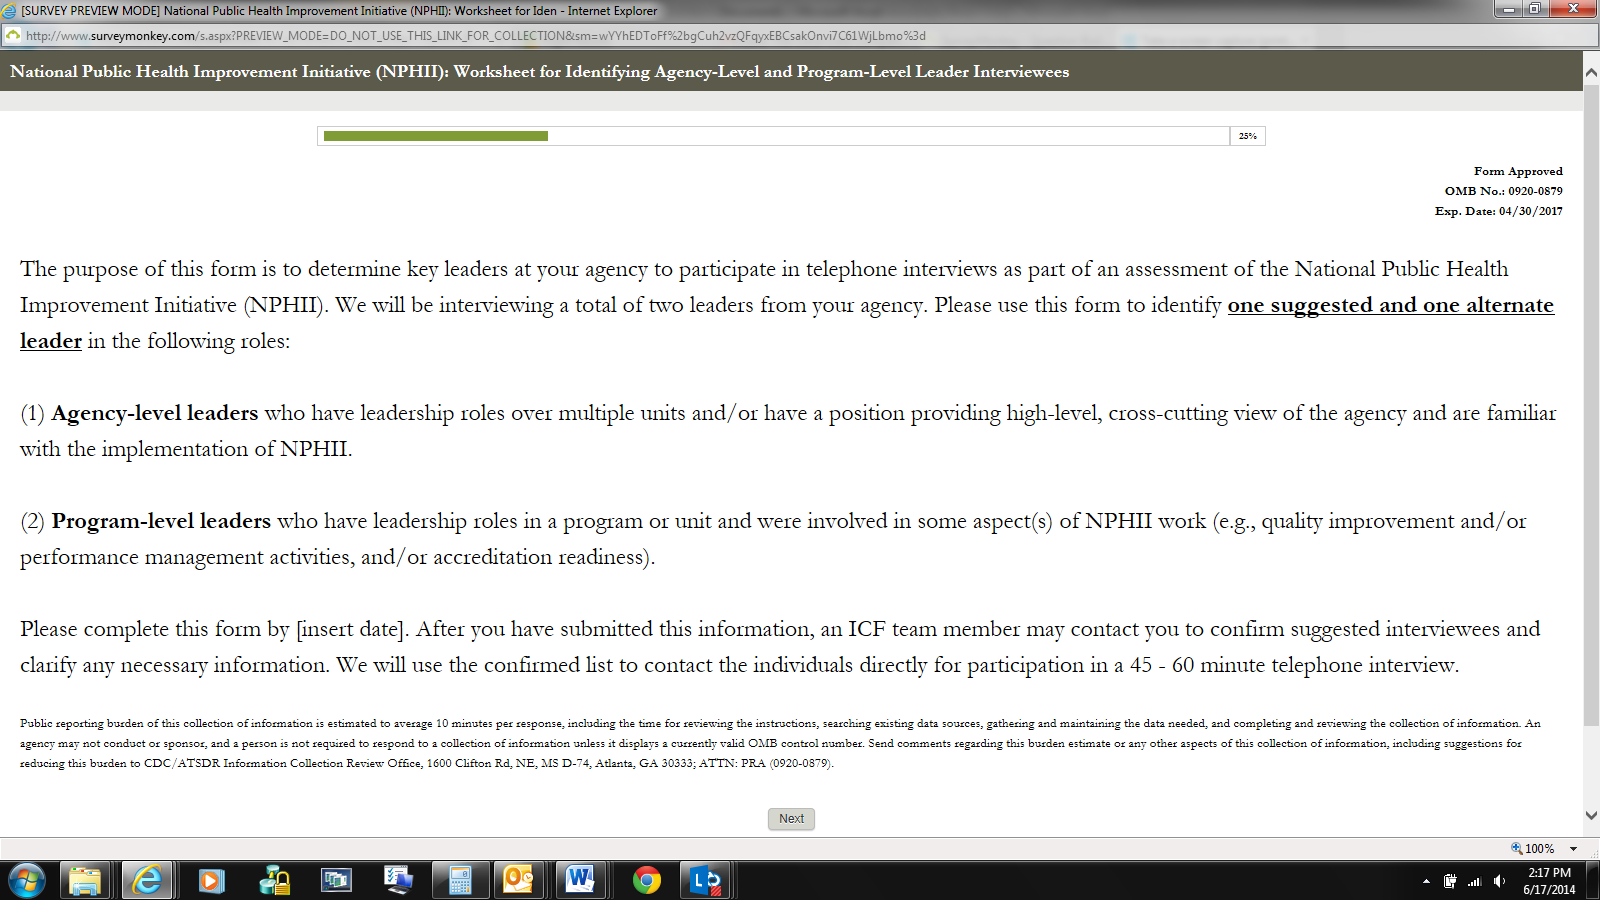 [SURVEY PREVIEW MODE] National Public Health Improvement Initiative (NPHII): Worksheet for Iden - Internet Explorer
http://www.surveymonkey.com/s.aspx?PREVIEW_MODE=DO_NOT_USE_THIS_LINK_FOR_COLLECTION&sm=wYYhEDToFf%2bgCuh2vzQFqyxEBCsakOnvi7C61WjLbmo%3d
National Public Health Improvement Initiative (NPHII): Worksheet for Identifying Agency-Level and Program-Level Leader Interviewees
25%
Form Approved
OMB No.: 0920-0879
Exp. Date: 04/30/2017
The purpose of this form is to determine key leaders at your agency to participate in telephone interviews as part of an assessment of the National Public Health
Improvement Initiative (NPHII). We will be interviewing a total of two leaders from your agency. Please use this form to identify one suggested and one alternate
leader in the following roles:
(1) Agency-level leaders who have leadership roles over multiple units and/or have a position providing high-level, cross-cutting view of the agency and are familiar
with the implementation of NPHII.
(2) Program-level leaders who have leadership roles in a program or unit and were involved in some aspect(s) of NPHII work (e.g., quality improvement and/or
performance management activities, and/or accreditation readiness).
Please complete this form by [insert date]. After you have submitted this information, an ICF team member may contact you to confirm suggested interviewees and
clarify any necessary information. We will use the confirmed list to contact the individuals directly for participation in a 45 - 60 minute telephone interview.
Public reporting burden of this collection of information is estimated to average 10 minutes per response, including the time for reviewing the instructions, searching existing data sources, gathering and maintaining the data needed, and completing and reviewing the collection of information. An
agency may not conduct or sponsor, and a person is not required to respond to a collection of information unless it displays a currently valid OMB control number. Send comments regarding this burden estimate or any other aspects of this collection of information, including suggestions for
reducing this burden to CDC/ATSDR Information Collection Review Office, 1600 Clifton Rd, NE, MS D-74, Atlanta, GA 30333; ATTN: PRA (0920-0879).
Next
100%
2:17 PM
6/17/2014